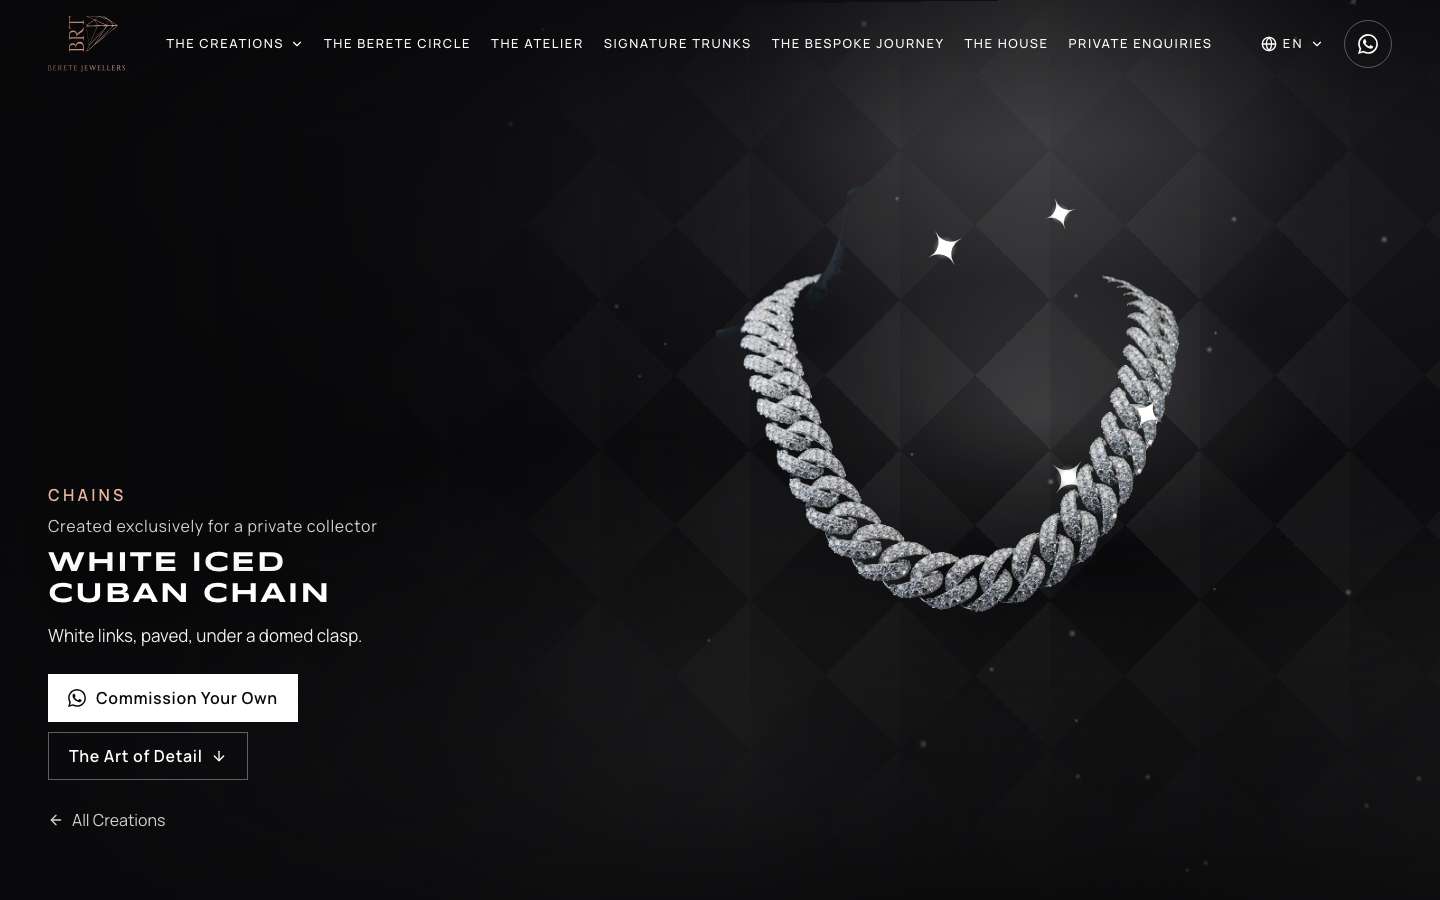 BRT
BERETE JEWELLERS
THE CREATIONS
THE BERETE CIRCLE
THE ATELIER
SIGNATURE TRUNKS
THE BESPOKE JOURNEY
THE HOUSE
PRIVATE ENQUIRIES
EN
CHAINS
Created exclusively for a private collector
WHITE ICED
CUBAN CHAIN
White links, paved, under a domed clasp.
Commission Your Own
The Art of Detail
All Creations